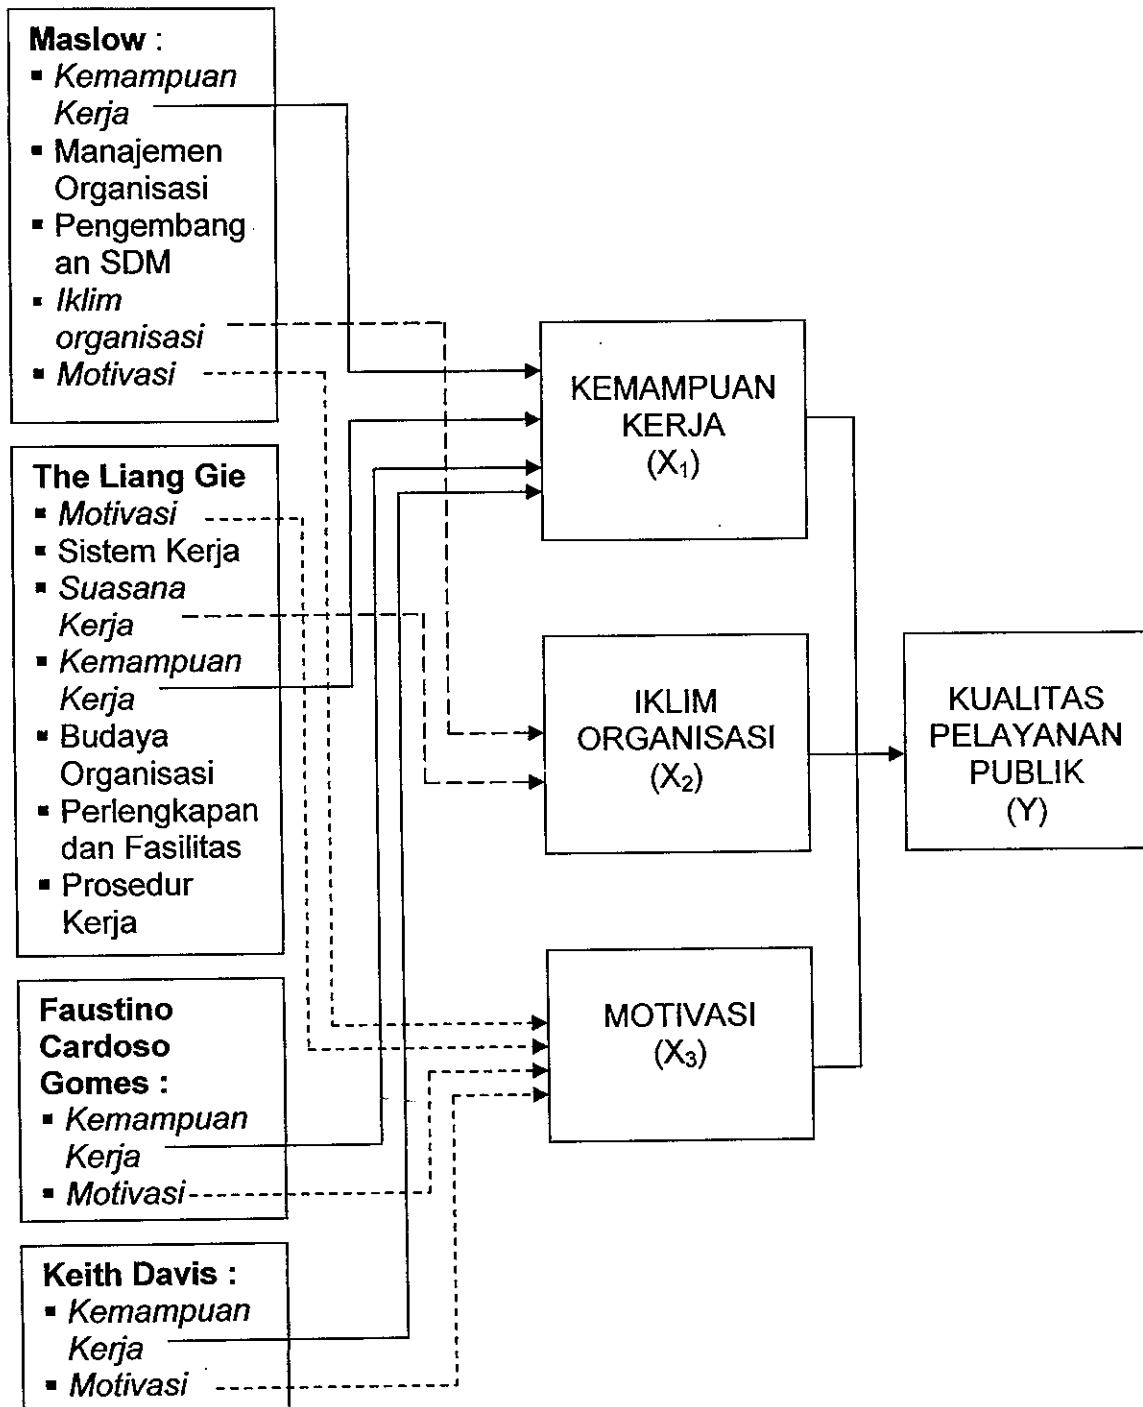 Maslow :
▪ Kemampuan
Kerja
▪ Manajemen
Organisasi
▪ Pengembang
an SDM
▪ Iklim
organisasi
▪ Motivasi
The Liang Gie
▪ Motivasi
▪ Sistem Kerja
▪ Suasana
Kerja
▪ Kemampuan
Kerja
▪ Budaya
Organisasi
▪ Perlengkapan
dan Fasilitas
▪ Prosedur
Kerja
Faustino
Cardoso
Gomes :
▪ Kemampuan
Kerja
▪ Motivasi
Keith Davis :
▪ Kemampuan
Kerja
▪ Motivasi
KEMAMPUAN
KERJA
(X₁)
IKLIM
ORGANISASI
(X₂)
MOTIVASI
(X₃)
KUALITAS
PELAYANAN
PUBLIK
(Y)